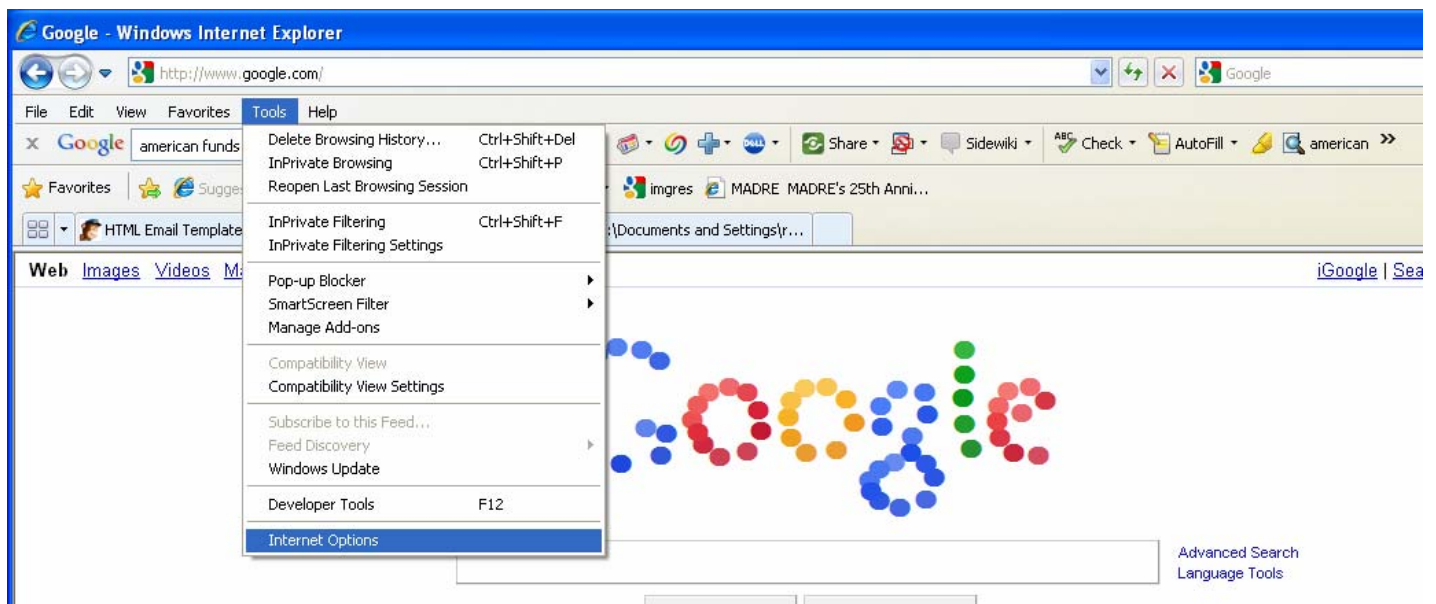 Google - Windows Internet Explorer
http://www.google.com/ Google
File Edit View Favorites Tools Help
x Google american funds Share Sidewiki ABC Check AutoFill american »
Favorites imgres MADRE MADRE's 25th Anni...
HTML Email Template :\Documents and Settings\r...
Web Images Videos iGoogle |
Delete Browsing History... Ctrl+Shift+Del
InPrivate Browsing Ctrl+Shift+P
Reopen Last Browsing Session
InPrivate Filtering Ctrl+Shift+F
InPrivate Filtering Settings
Pop-up Blocker
SmartScreen Filter
Manage Add-ons
Compatibility View
Compatibility View Settings
Subscribe to this Feed...
Feed Discovery
Windows Update
Developer Tools F12
Internet Options
Google
Advanced Search
Language Tools